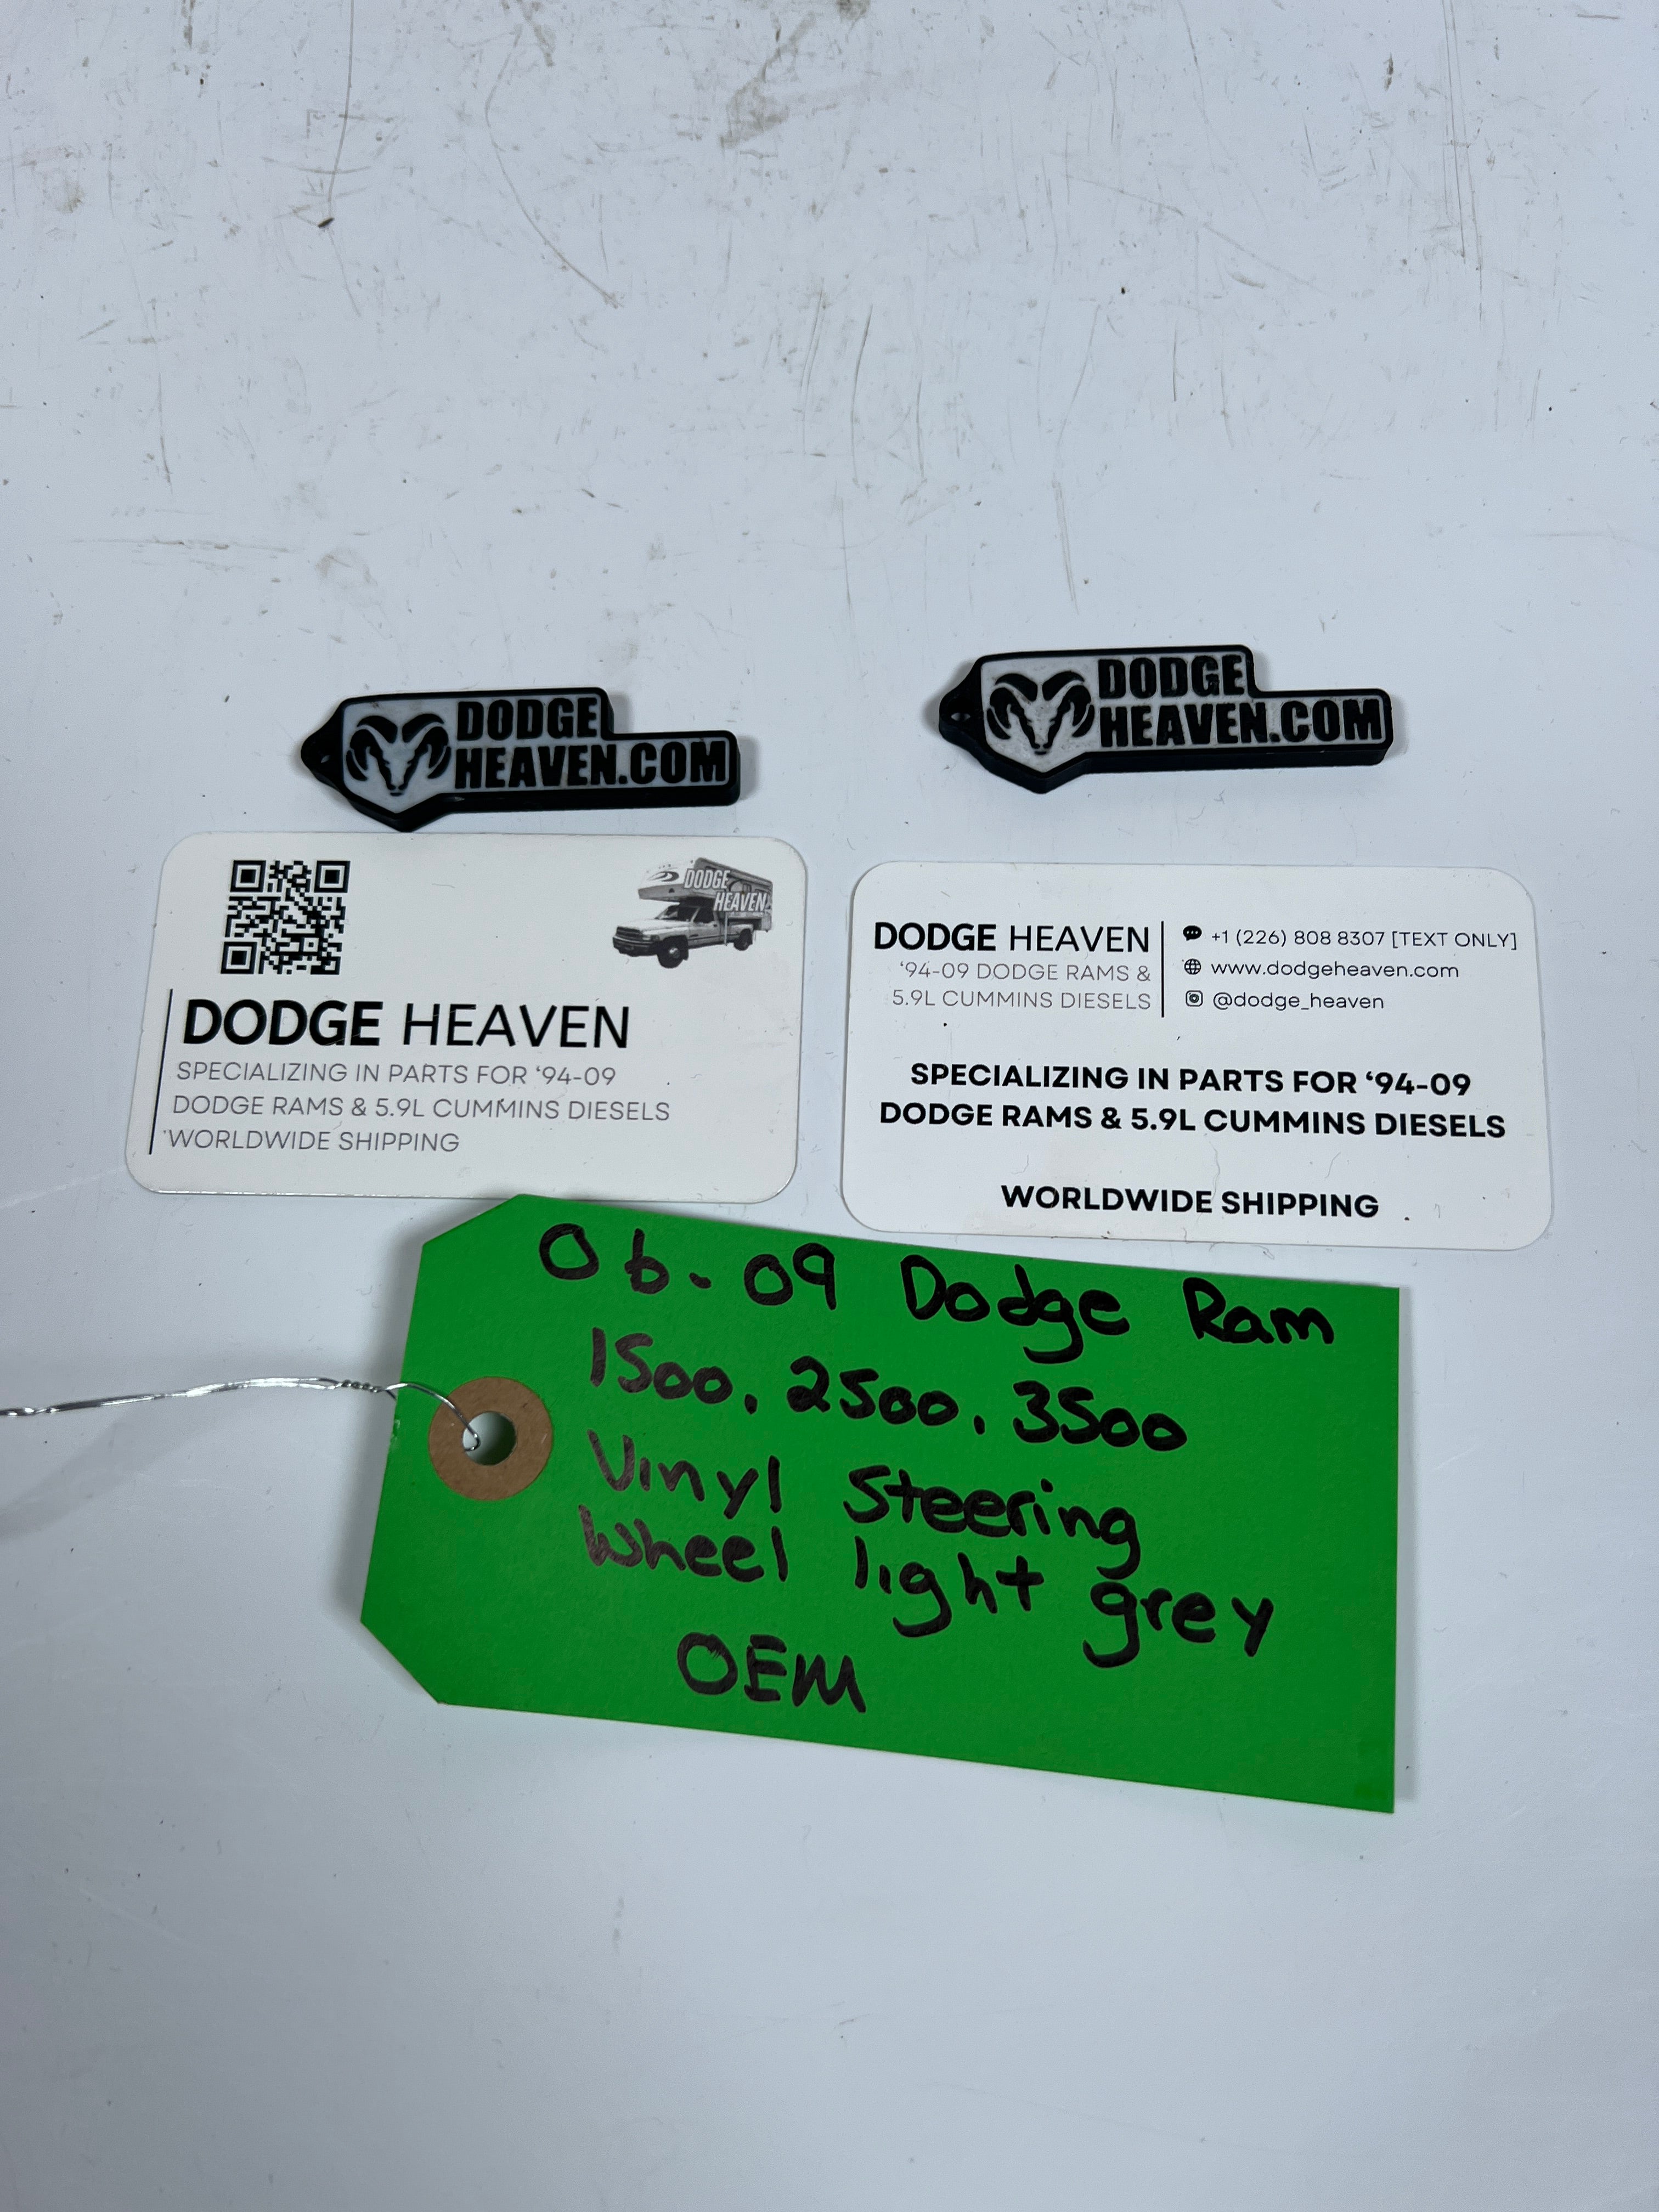 DODGE
HEAVEN.COM
DODGE
HEAVEN.COM
DODGE
HEAVEN
DODGE HEAVEN
SPECIALIZING IN PARTS FOR ‘94-09
DODGE RAMS & 5.9L CUMMINS DIESELS
WORLDWIDE SHIPPING
DODGE HEAVEN
‘94-09 DODGE RAMS &
5.9L CUMMINS DIESELS
+1 (226) 808 8307 [TEXT ONLY]
www.dodgeheaven.com
@dodge_heaven
SPECIALIZING IN PARTS FOR ‘94-09
DODGE RAMS & 5.9L CUMMINS DIESELS
WORLDWIDE SHIPPING
06-09 Dodge Ram
1500, 2500, 3500
Vinyl Steering
Wheel light grey
OEM